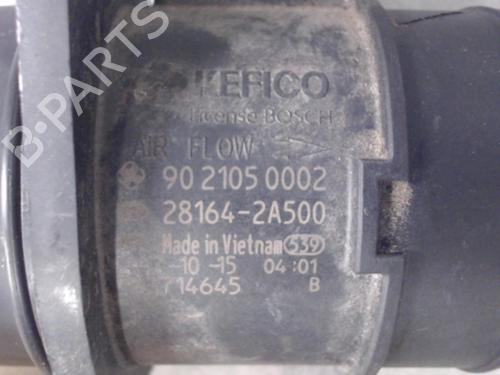 KEFICO
License BOSCH
AIR FLOW
90 2105 0002
28164-2A500
Made in Vietnam 539
-10 -15 04:01
14645 B
B-PARTS